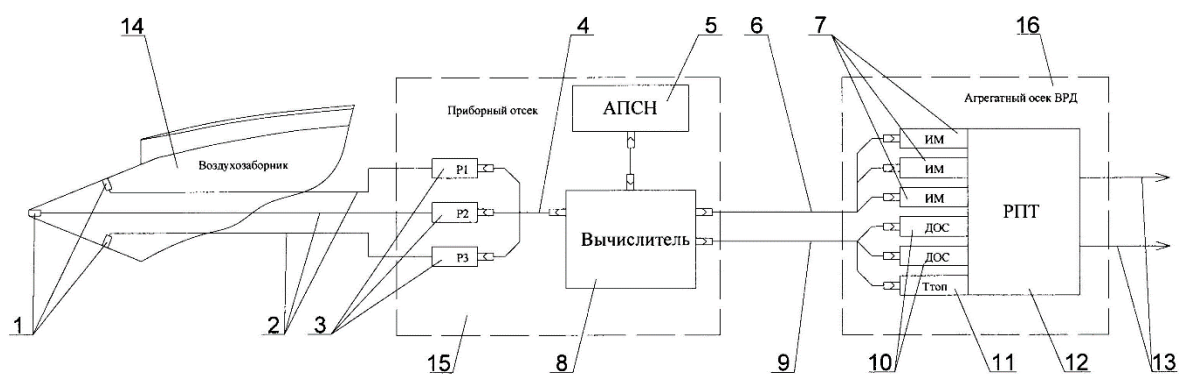 14
4
5
6
7
16
Приборный отсек
АПСН
Агрегатный осек ВРД
Воздухозаборник
P1
P2
P3
Вычислитель
ИМ
ИМ
ИМ
ДОС
ДОС
Ттоп
РПТ
1
2
3
15
8
9
10
11
12
13